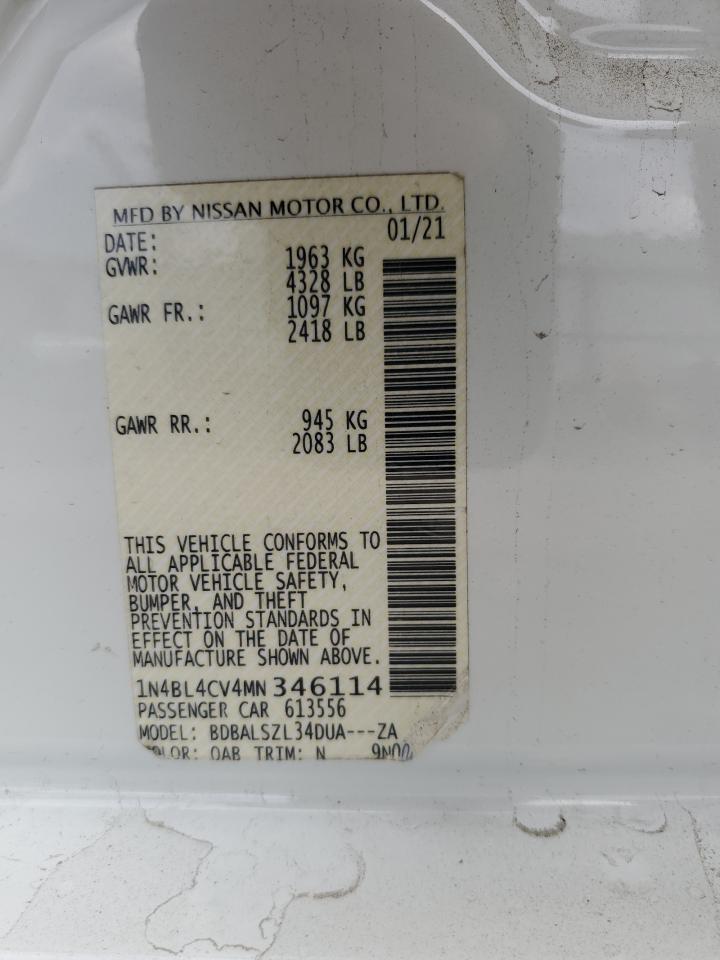 MFD BY NISSAN MOTOR CO., LTD.
DATE: 01/21
GVWR: 1963 KG
4328 LB
GAWR FR.: 1097 KG
2418 LB
GAWR RR.: 945 KG
2083 LB
THIS VEHICLE CONFORMS TO
ALL APPLICABLE FEDERAL
MOTOR VEHICLE SAFETY,
BUMPER, AND THEFT
PREVENTION STANDARDS IN
EFFECT ON THE DATE OF
MANUFACTURE SHOWN ABOVE.
1N4BL4CV4MN346114
PASSENGER CAR 613556
MODEL: BDBALSZL34DUA---ZA
QAB TRIM: N